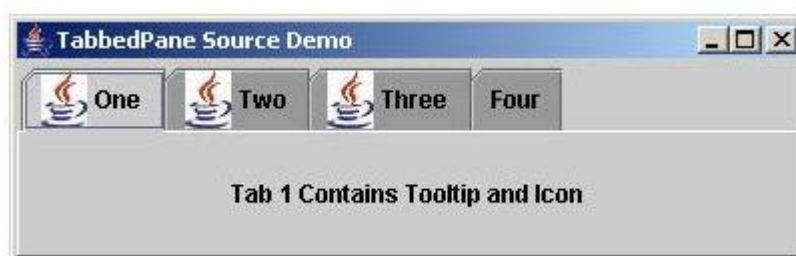 TabbedPane Source Demo
One Two Three Four
Tab 1 Contains Tooltip and Icon